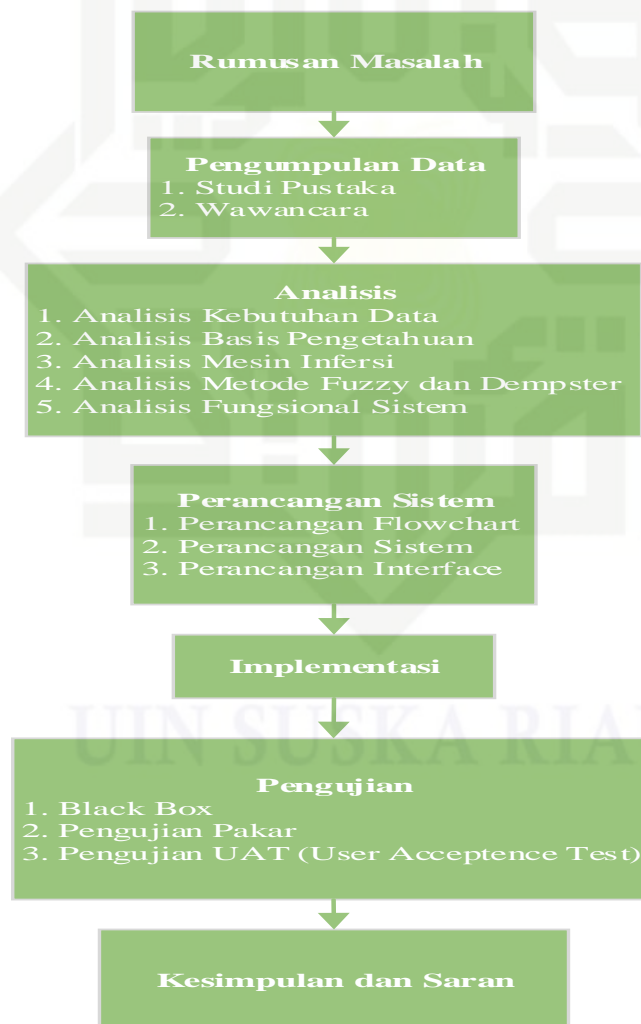 Rumusan Masalah
Pengumpulan Data
1. Studi Pustaka
2. Wawancara
Analisis
1. Analisis Kebutuhan Data
2. Analisis Basis Pengetahuan
3. Analisis Mesin Infersi
4. Analisis Metode Fuzzy dan Dempster
5. Analisis Fungsional Sistem
Perancangan Sistem
1. Perancangan Flowchart
2. Perancangan Sistem
3. Perancangan Interface
Implementasi
UIN SUSKA RIA
Pengujian
1. Black Box
2. Pengujian Pakar
3. Pengujian UAT (User Acceptence Test)
Kesimpulan dan Saran